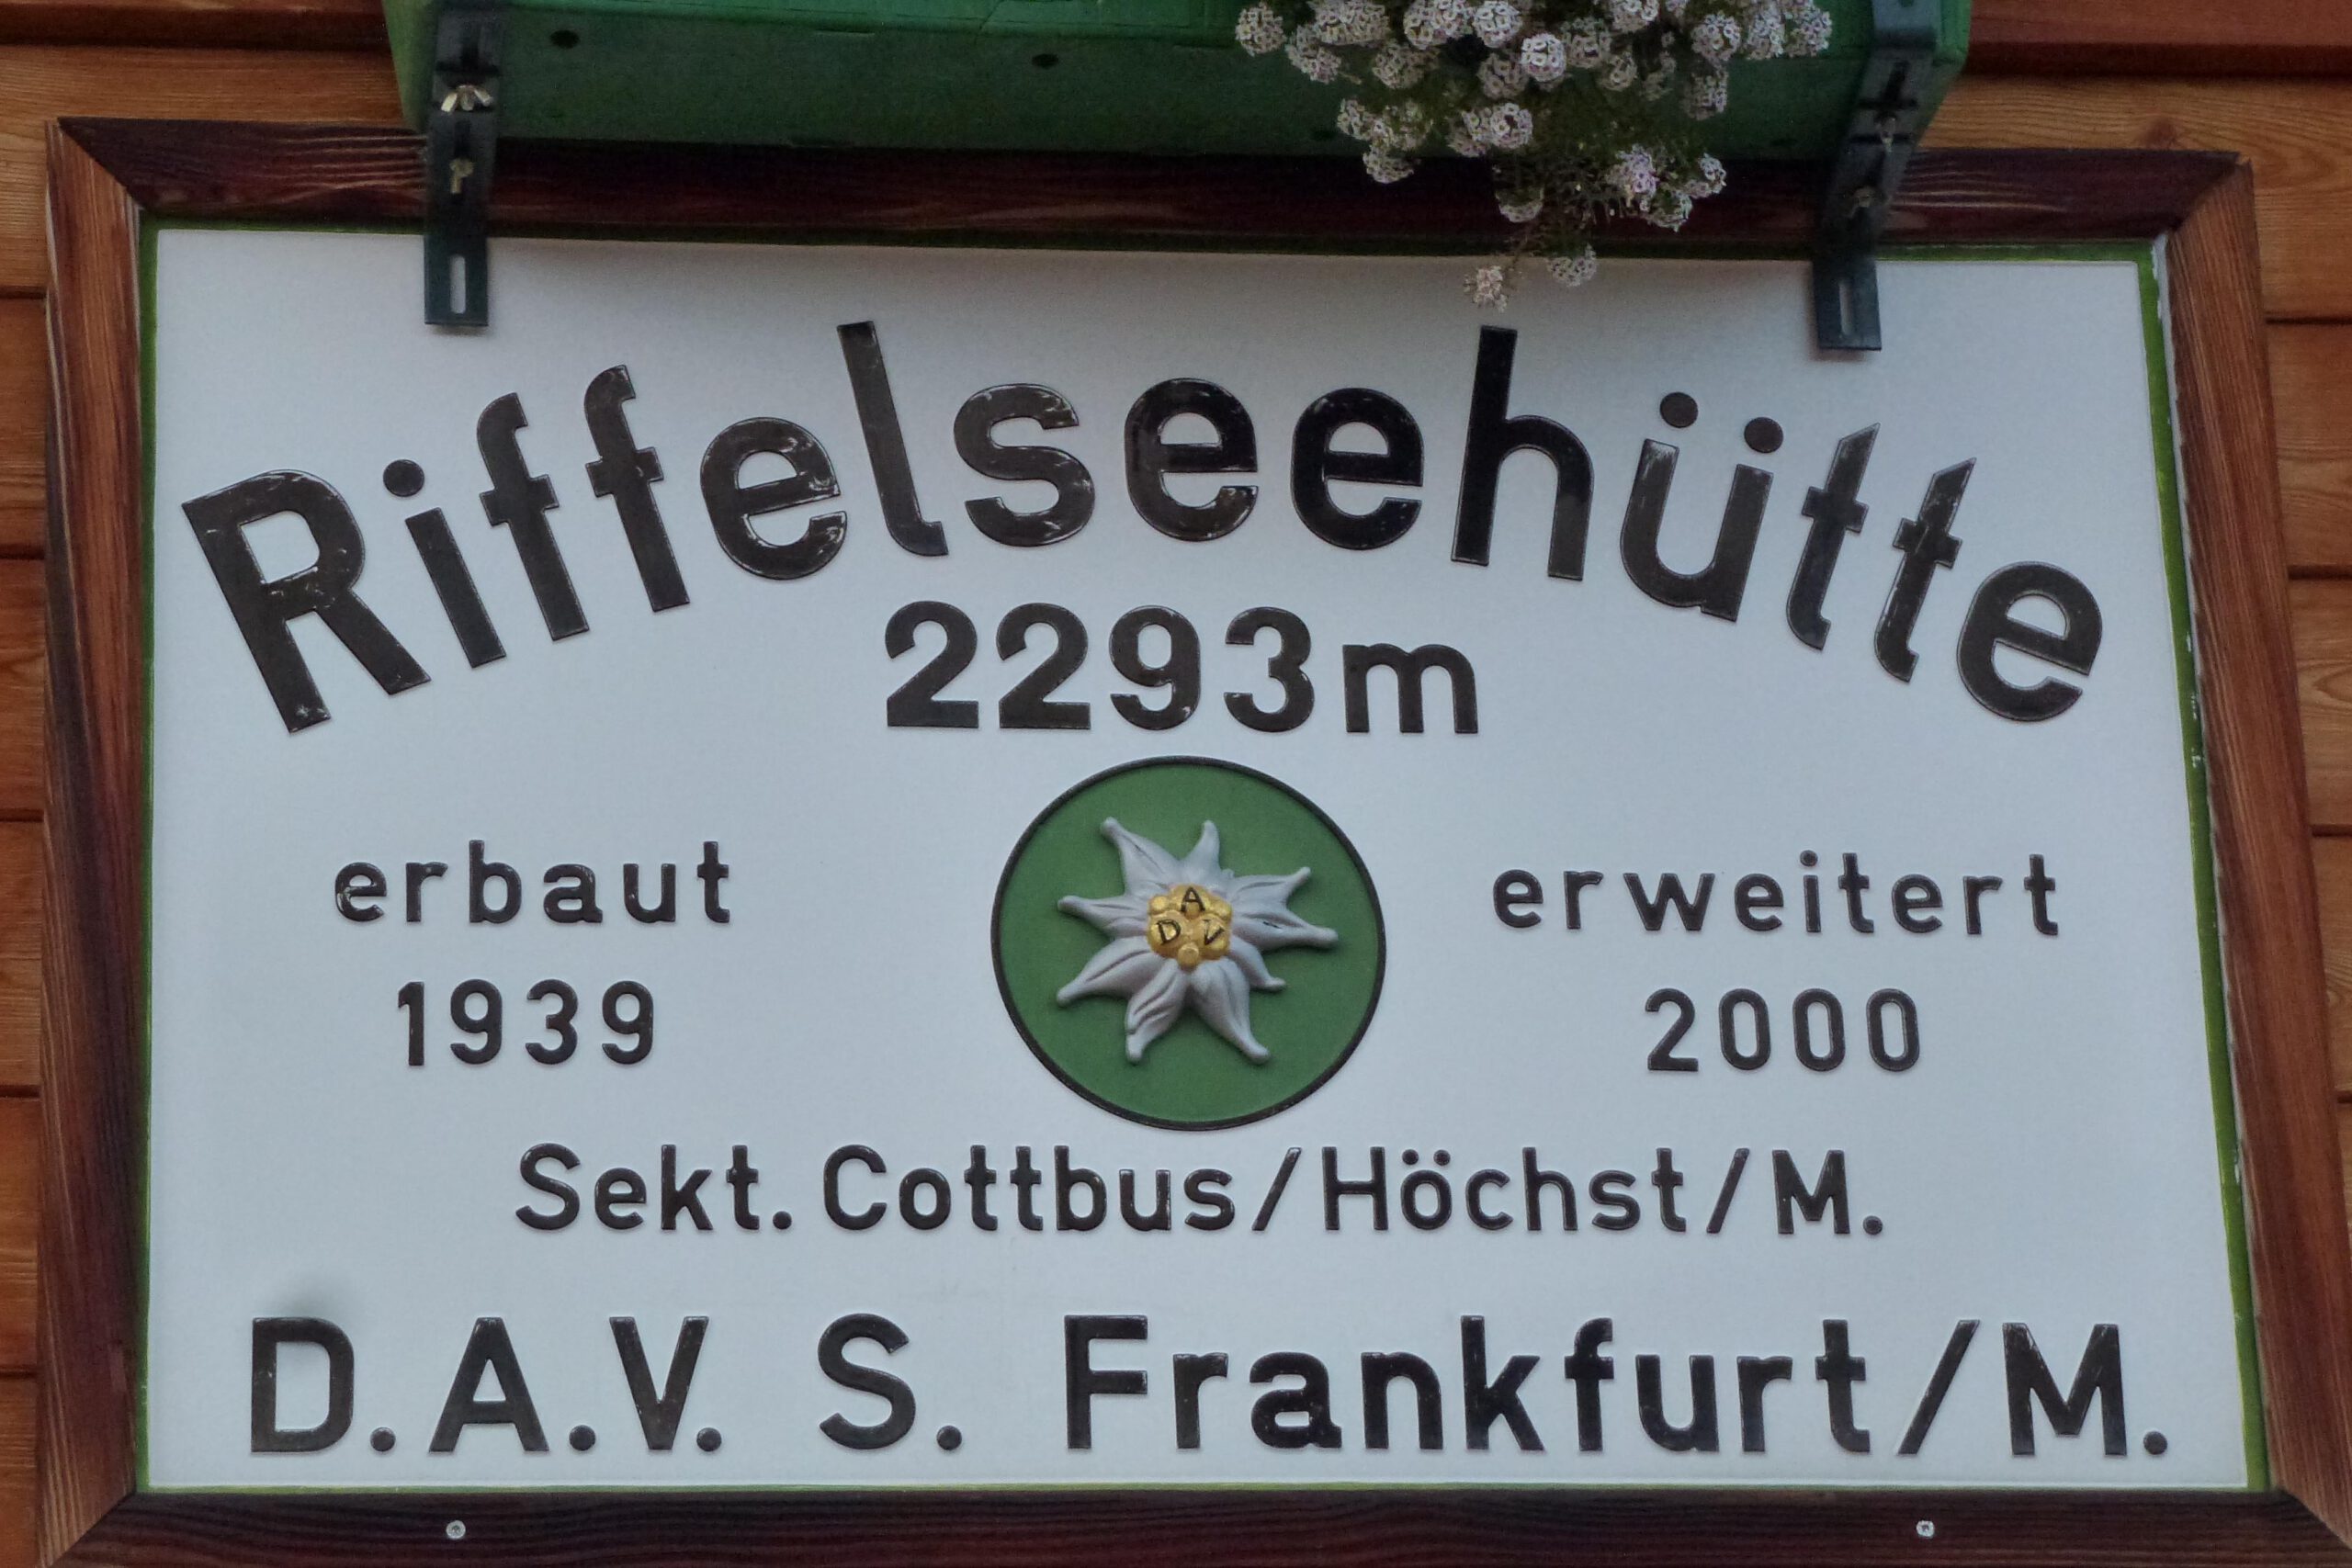 Riffelseehütte
2293m
A
D V
erbaut erweitert
1939 2000
Sekt. Cottbus/Höchst/M.
D.A.V. S. Frankfurt/M.